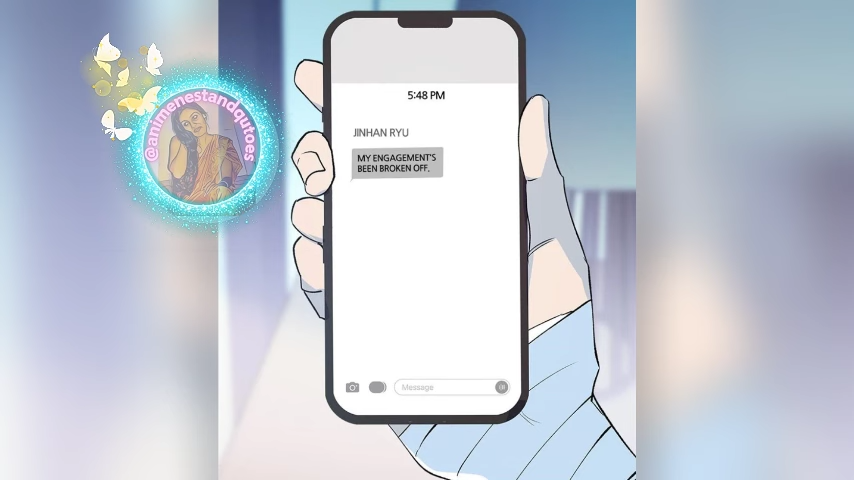 @animenestandqutoes
5:48 PM
JINHAN RYU
MY ENGAGEMENT'S
BEEN BROKEN OFF.
Message